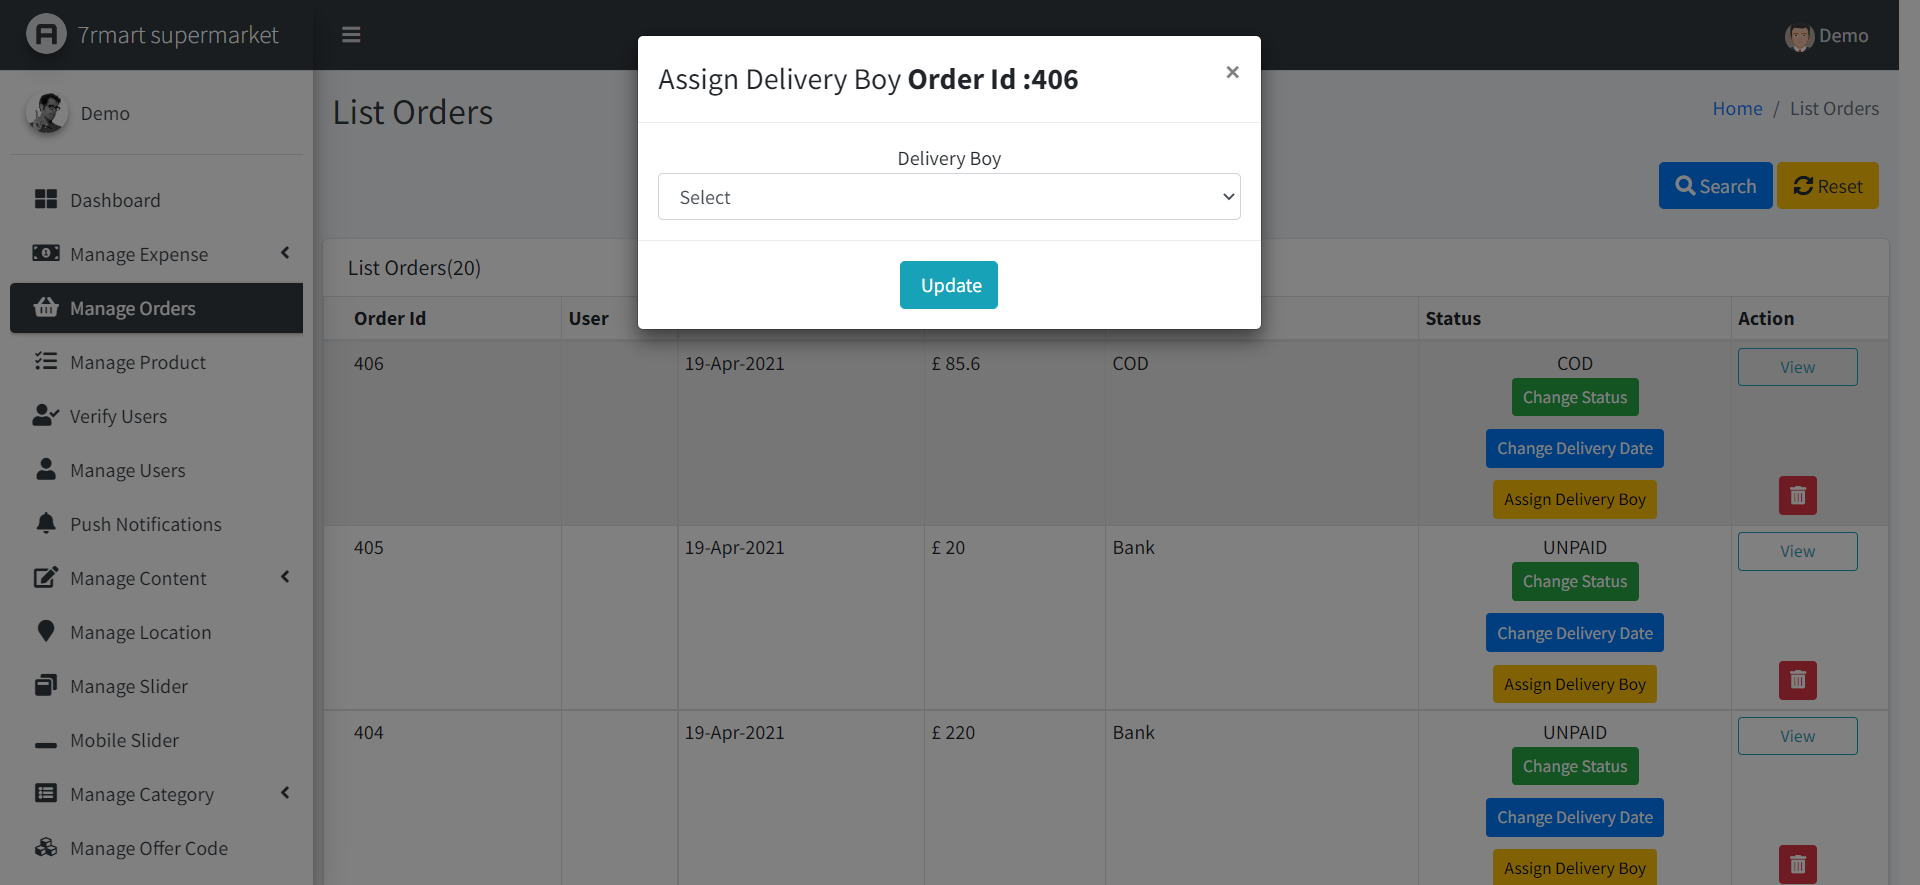 7rmart supermarket
Demo
Demo
Dashboard
Manage Expense
Manage Orders
Manage Product
Verify Users
Manage Users
Push Notifications
Manage Content
Manage Location
Manage Slider
Mobile Slider
Manage Category
Manage Offer Code
Assign Delivery Boy Order Id :406
×
Delivery Boy
Select
Update
List Orders
Home / List Orders
Search Reset
List Orders(20)
Order Id User Status Action
406 19-Apr-2021 £ 85.6 COD COD View
Change Status
Change Delivery Date
Assign Delivery Boy
405 19-Apr-2021 £ 20 Bank UNPAID View
Change Status
Change Delivery Date
Assign Delivery Boy
404 19-Apr-2021 £ 220 Bank UNPAID View
Change Status
Change Delivery Date
Assign Delivery Boy